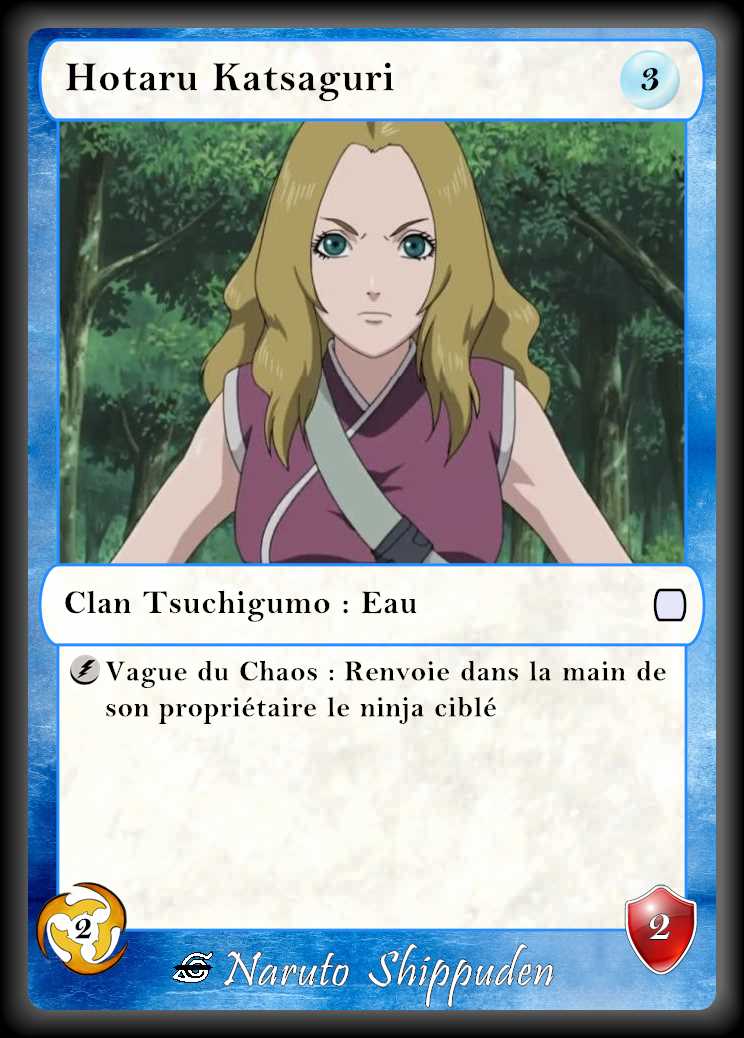 Hotaru Katsaguri
3
Clan Tsuchigumo : Eau
Vague du Chaos : Renvoie dans la main de
son propriétaire le ninja ciblé
2
2
Naruto Shippuden